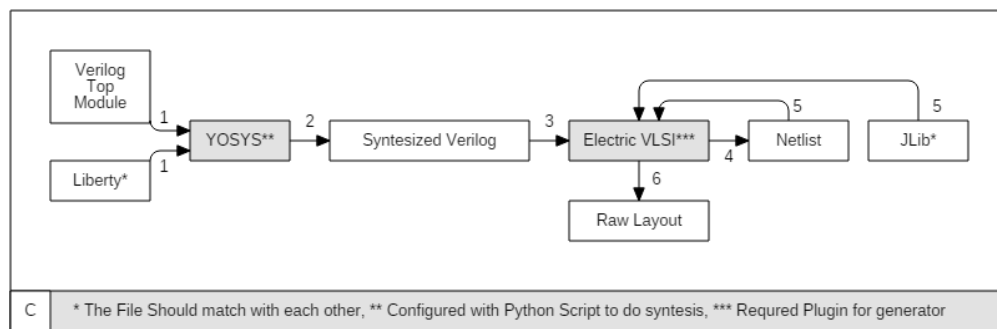 Verilog
Top
Module
1
YOSYS**
2
Syntesized Verilog
3
Electric VLSI***
4
5
Netlist
5
JLib*
1
Liberty*
6
Raw Layout
C
* The File Should match with each other, ** Configured with Python Script to do syntesis, *** Requred Plugin for generator